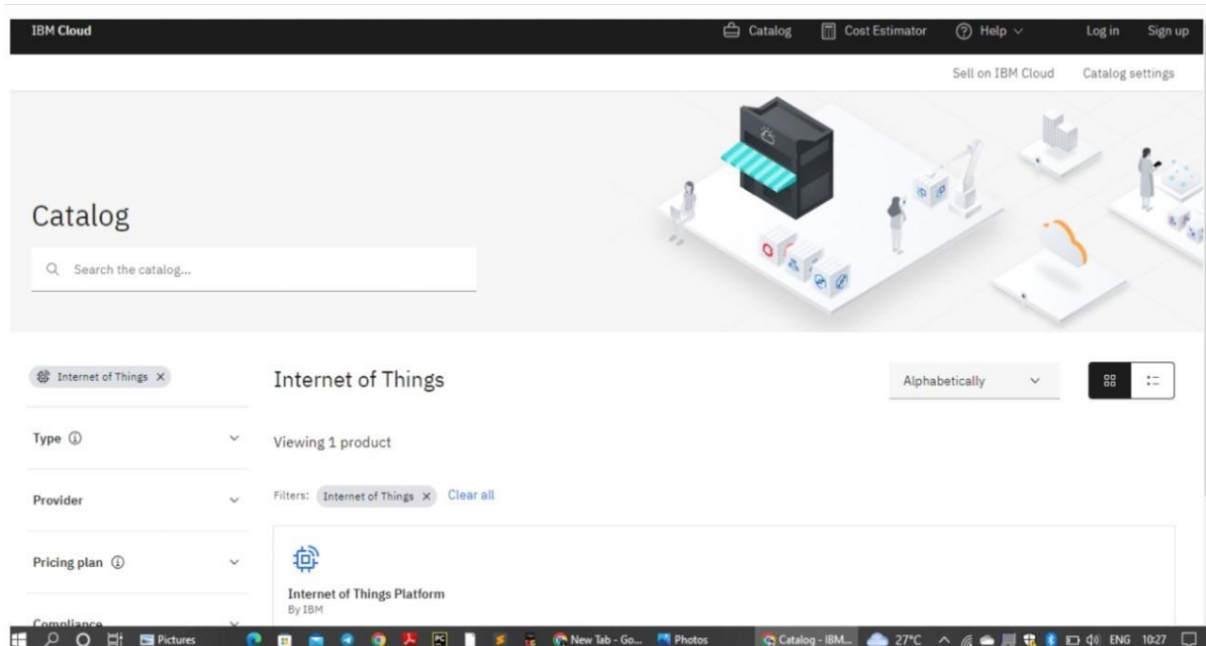 IBM Cloud Catalog Cost Estimator Help Log in Sign up
Sell on IBM Cloud Catalog settings
Catalog
Search the catalog...
Internet of Things X
Internet of Things
Alphabetically
Type
Viewing 1 product
Provider
Filters: Internet of Things X Clear all
Pricing plan
Internet of Things Platform
By IBM
Compliance
Pictures New Tab - Go... Photos Catalog - IBM... 27°C ENG 10:27